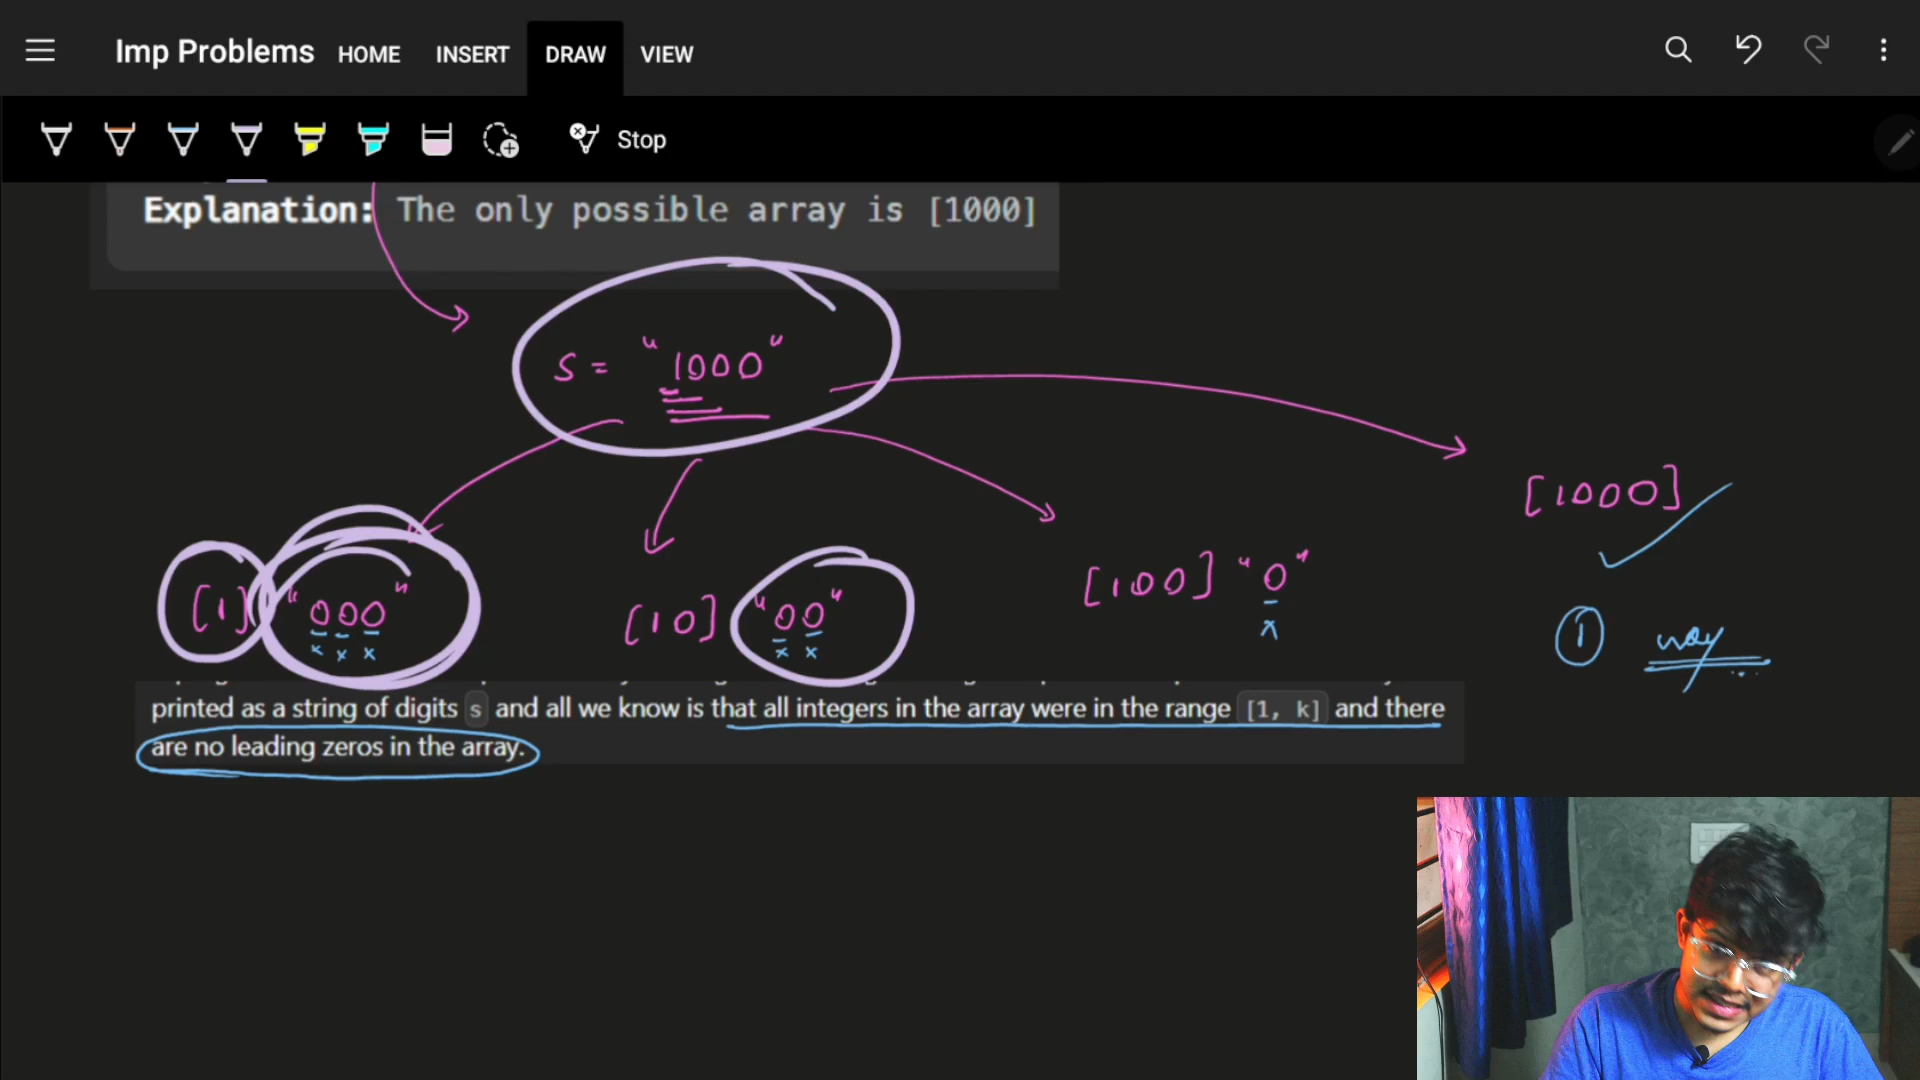 Imp Problems HOME INSERT DRAW VIEW
Stop
Explanation: The only possible array is [1000]
s = "1000"
[1000]
[1] "000"
[10] "00"
[100] "0"
x x x
x x
x
1 way
printed as a string of digits s and all we know is that all integers in the array were in the range [1, k] and there
are no leading zeros in the array.